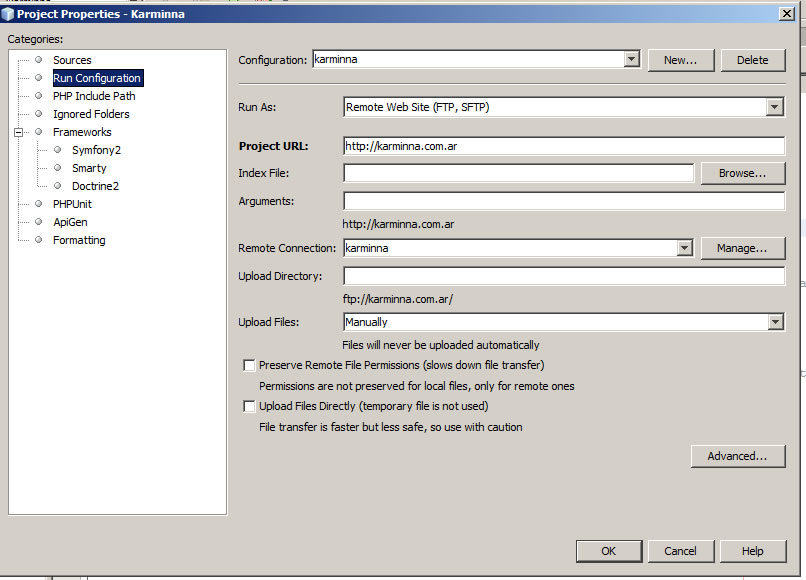 Project Properties - Karminna
Categories:
Sources
Run Configuration
PHP Include Path
Ignored Folders
Frameworks
Symfony2
Smarty
Doctrine2
PHPUnit
ApiGen
Formatting
Configuration: karminna New... Delete
Run As: Remote Web Site (FTP, SFTP)
Project URL: http://karminna.com.ar
Index File: Browse...
Arguments:
http://karminna.com.ar
Remote Connection: karminna Manage...
Upload Directory:
ftp://karminna.com.ar/
Upload Files: Manually
Files will never be uploaded automatically
Preserve Remote File Permissions (slows down file transfer)
Permissions are not preserved for local files, only for remote ones
Upload Files Directly (temporary file is not used)
File transfer is faster but less safe, so use with caution
Advanced...
OK Cancel Help